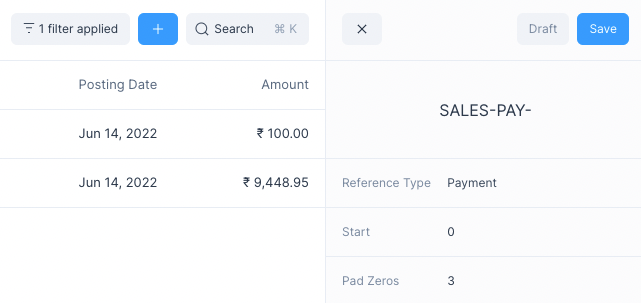 1 filter applied
Search ⌘ K
Draft
Save
Posting Date Amount
Jun 14, 2022 ₹ 100.00
Jun 14, 2022 ₹ 9,448.95
SALES-PAY-
Reference Type Payment
Start 0
Pad Zeros 3